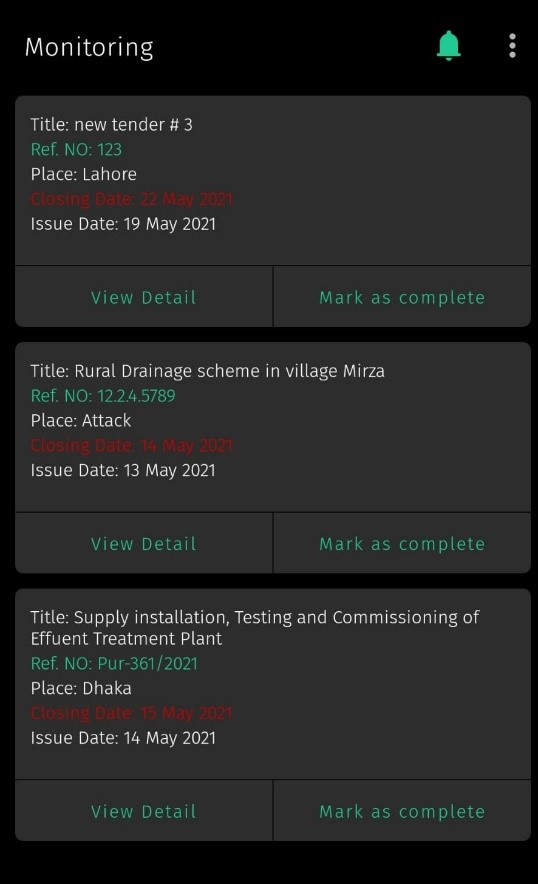 Monitoring
Title: new tender # 3
Ref. NO: 123
Place: Lahore
Closing Date: 22 May 2021
Issue Date: 19 May 2021
View Detail
Mark as complete
Title: Rural Drainage scheme in village Mirza
Ref. NO: 12.2.4.5789
Place: Attack
Closing Date: 14 May 2021
Issue Date: 13 May 2021
View Detail
Mark as complete
Title: Supply installation, Testing and Commissioning of
Effuent Treatment Plant
Ref. NO: Pur-361/2021
Place: Dhaka
Closing Date: 15 May 2021
Issue Date: 14 May 2021
View Detail
Mark as complete